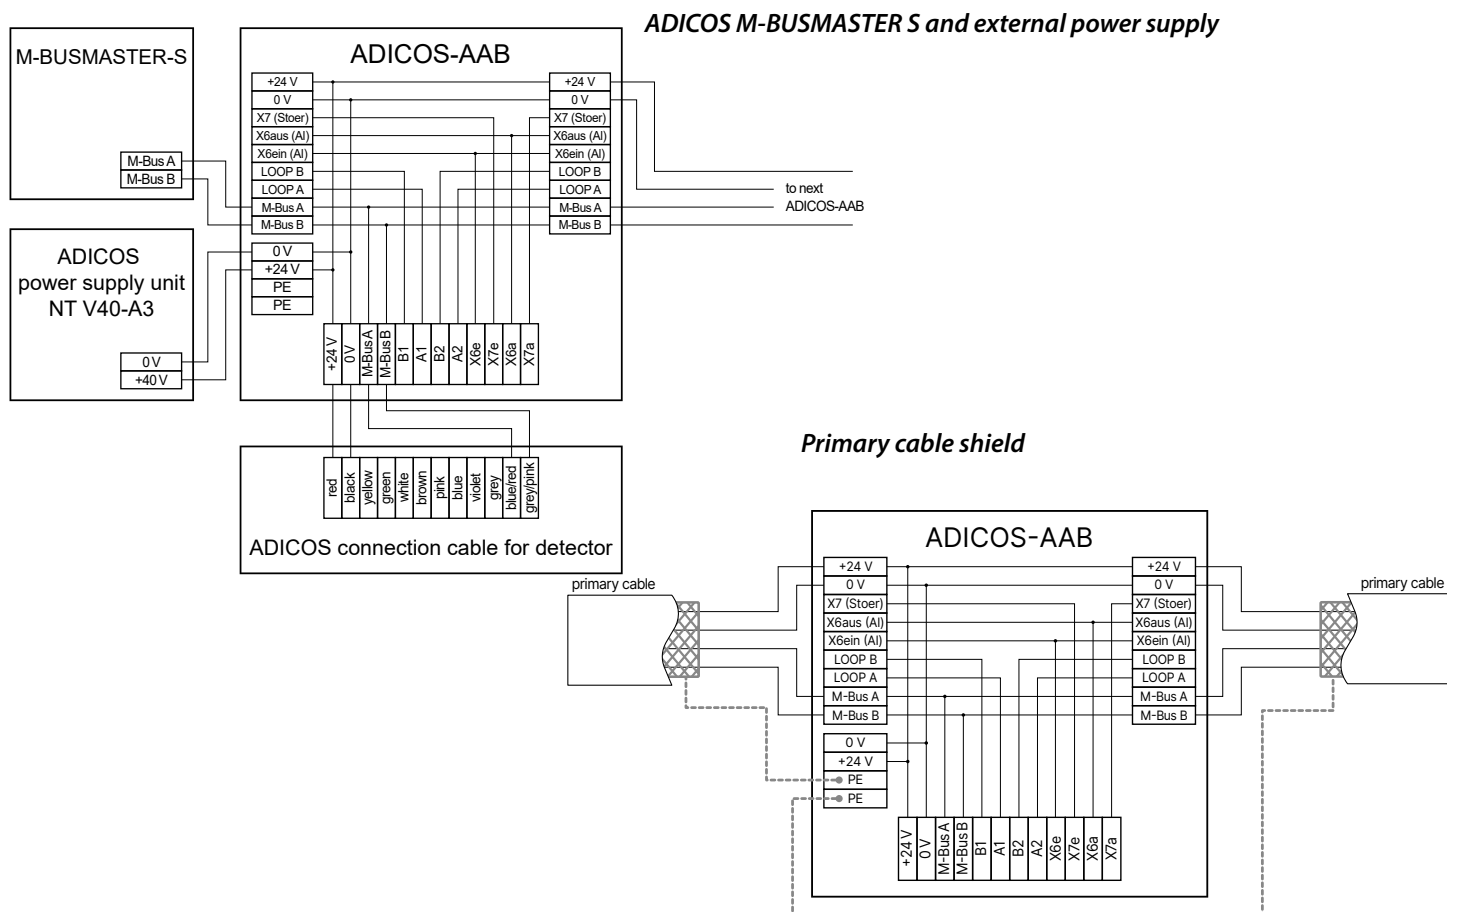 ADICOS M-BUSMASTER S and external power supply
M-BUSMASTER-S
M-Bus A
M-Bus B
ADICOS
power supply unit
NT V40-A3
0 V
+40 V
ADICOS-AAB
+24 V
0 V
X7 (Stoer)
X6aus (Al)
X6ein (Al)
LOOP B
LOOP A
M-Bus A
M-Bus B
0 V
+24 V
PE
PE
+24 V
0 V
X7 (Stoer)
X6aus (Al)
X6ein (Al)
LOOP B
LOOP A
M-Bus A
M-Bus B
to next
ADICOS-AAB
+24 V
0 V
M-Bus A
M-Bus B
B1
A1
B2
A2
X6e
X7e
X6a
X7a
red
black
yellow
green
white
brown
pink
blue
violet
grey
blue/red
grey/pink
ADICOS connection cable for detector
Primary cable shield
primary cable
ADICOS-AAB
+24 V
0 V
X7 (Stoer)
X6aus (Al)
X6ein (Al)
LOOP B
LOOP A
M-Bus A
M-Bus B
0 V
+24 V
PE
PE
+24 V
0 V
X7 (Stoer)
X6aus (Al)
X6ein (Al)
LOOP B
LOOP A
M-Bus A
M-Bus B
primary cable
+24 V
0 V
M-Bus A
M-Bus B
B1
A1
B2
A2
X6e
X7e
X6a
X7a